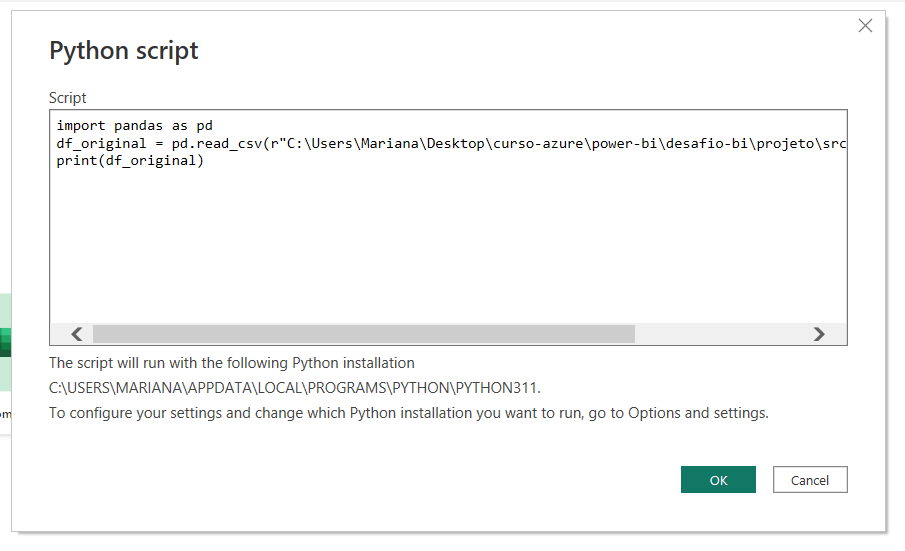 Python script
Script
import pandas as pd
df_original = pd.read_csv(r"C:\Users\Mariana\Desktop\curso-azure\power-bi\desafio-bi\projeto\src
print(df_original)
The script will run with the following Python installation
C:\USERS\MARIANA\APPDATA\LOCAL\PROGRAMS\PYTHON\PYTHON311.
To configure your settings and change which Python installation you want to run, go to Options and settings.
OK
Cancel